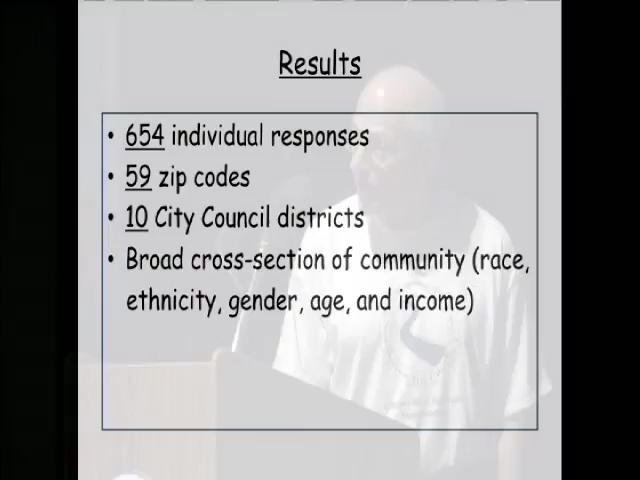 Results
• 654 individual responses
• 59 zip codes
• 10 City Council districts
• Broad cross-section of community (race,
ethnicity, gender, age, and income)